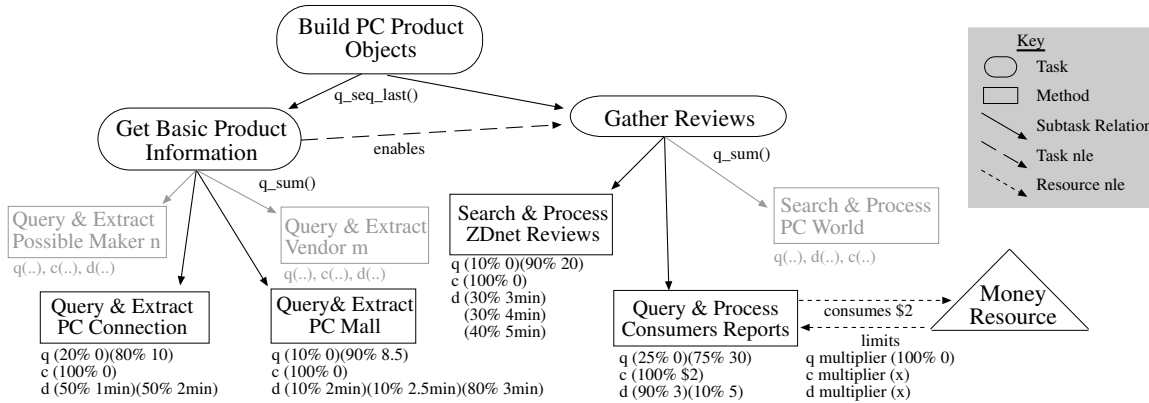 Build PC Product
Objects
q_seq_last()
Get Basic Product
Information
enables
Gather Reviews
q_sum()
q_sum()
Key
Task
Method
Subtask Relation
Task nle
Resource nle
Query & Extract
Possible Maker n
q(..), c(..), d(..)
Query & Extract
Vendor m
q(..), c(..), d(..)
Query & Extract
PC Connection
q (20% 0)(80% 10)
c (100% 0)
d (50% 1min)(50% 2min)
Query& Extract
PC Mall
q (10% 0)(90% 8.5)
c (100% 0)
d (10% 2min)(10% 2.5min)(80% 3min)
Search & Process
ZDnet Reviews
q (10% 0)(90% 20)
c (100% 0)
d (30% 3min)
(30% 4min)
(40% 5min)
Search & Process
PC World
q(..), d(..), c(..)
Query & Process
Consumers Reports
q (25% 0)(75% 30)
c (100% $2)
d (90% 3)(10% 5)
consumes $2
limits
q multiplier (100% 0)
c multiplier (x)
d multiplier (x)
Money
Resource